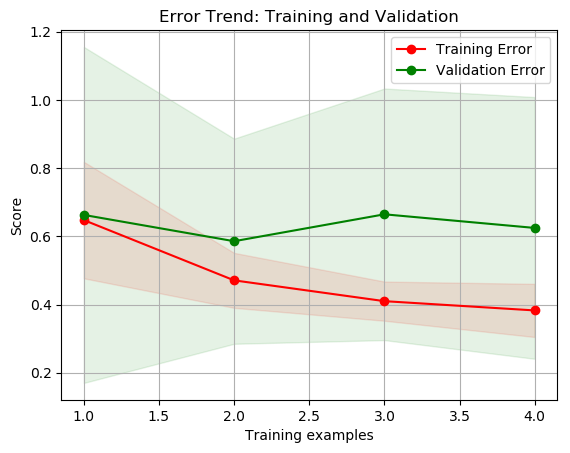 Error Trend: Training and Validation
Training Error
Validation Error
Score
1.2
1.0
0.8
0.6
0.4
0.2
1.0 1.5 2.0 2.5 3.0 3.5 4.0
Training examples